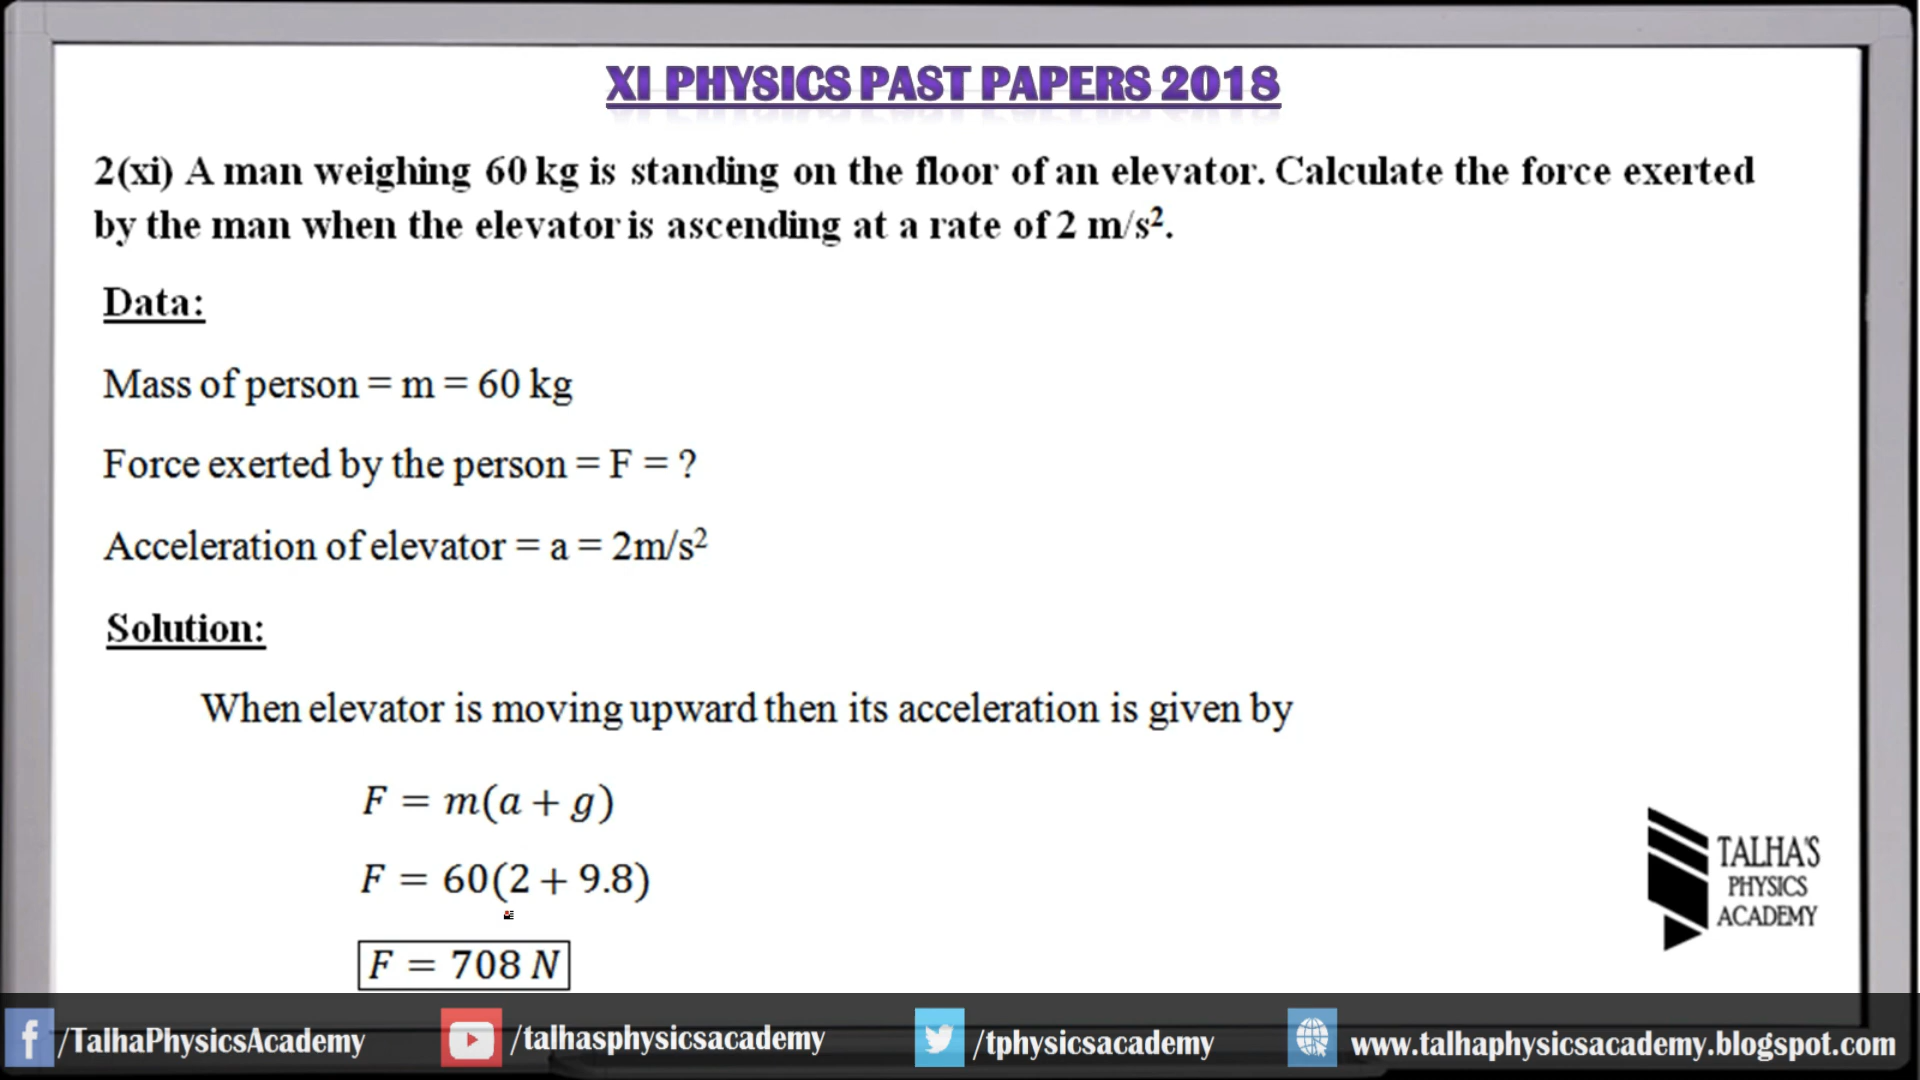 XI PHYSICS PAST PAPERS 2018
2(xi) A man weighing 60 kg is standing on the floor of an elevator. Calculate the force exerted
by the man when the elevator is ascending at a rate of 2 m/s².
Data:
Mass of person = m = 60 kg
Force exerted by the person = F = ?
Acceleration of elevator = a = 2m/s²
Solution:
When elevator is moving upward then its acceleration is given by
F = m(a + g)
F = 60(2 + 9.8)
F = 708 N
TALHA'S
PHYSICS
ACADEMY
/TalhaPhysicsAcademy
/talhasphysicsacademy
/tphysicsacademy
www.talhaphysicsacademy.blogspot.com